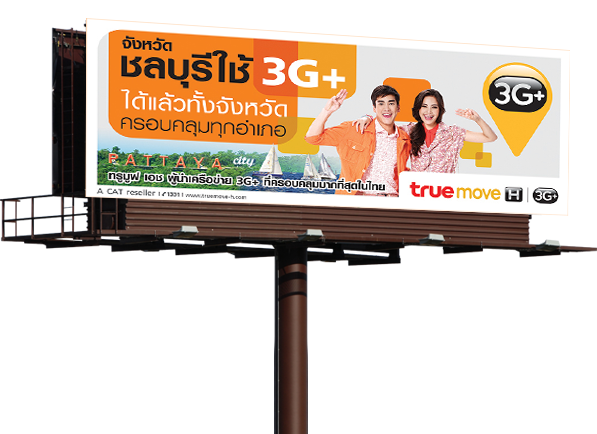 จังหวัด
ชลบุรีใช้ 3G+
ได้แล้วทั้งจังหวัด
ครอบคลุมทุกอำเภอ
3G+
PATTAYA city
ทรูมูฟ เอช ผู้นำเครือข่าย 3G+ ที่ครอบคลุมมากที่สุดในไทย
true move H | 3G+
A CAT reseller | www.truemove-h.com